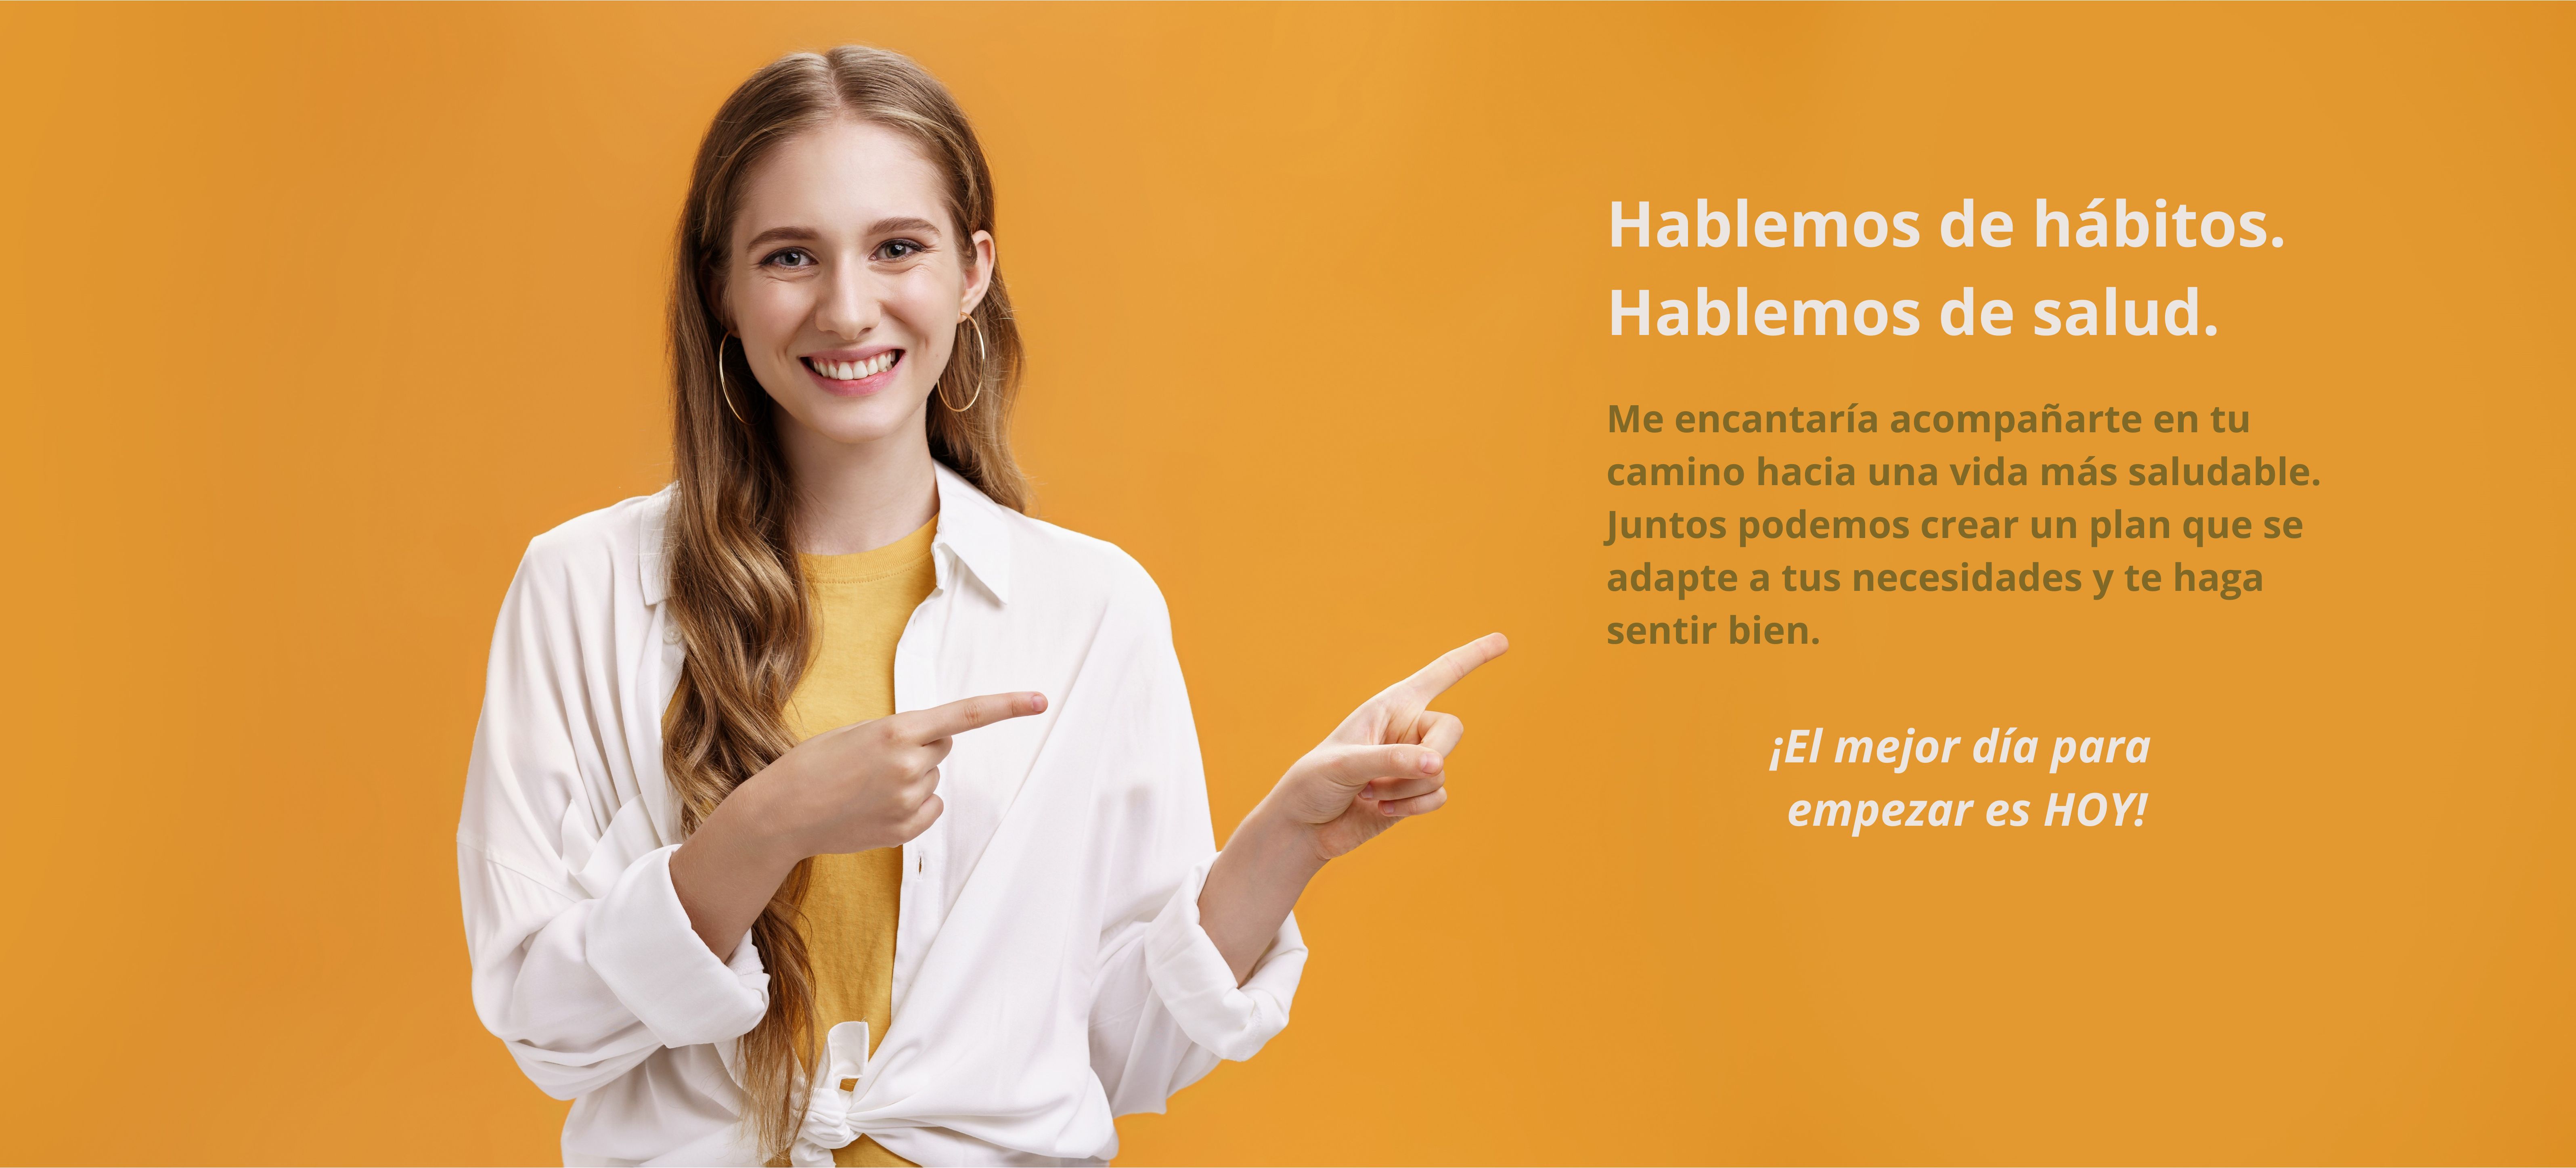 Hablemos de hábitos.
Hablemos de salud.
Me encantaría acompañarte en tu
camino hacia una vida más saludable.
Juntos podemos crear un plan que se
adapte a tus necesidades y te haga
sentir bien.
¡El mejor día para
empezar es HOY!